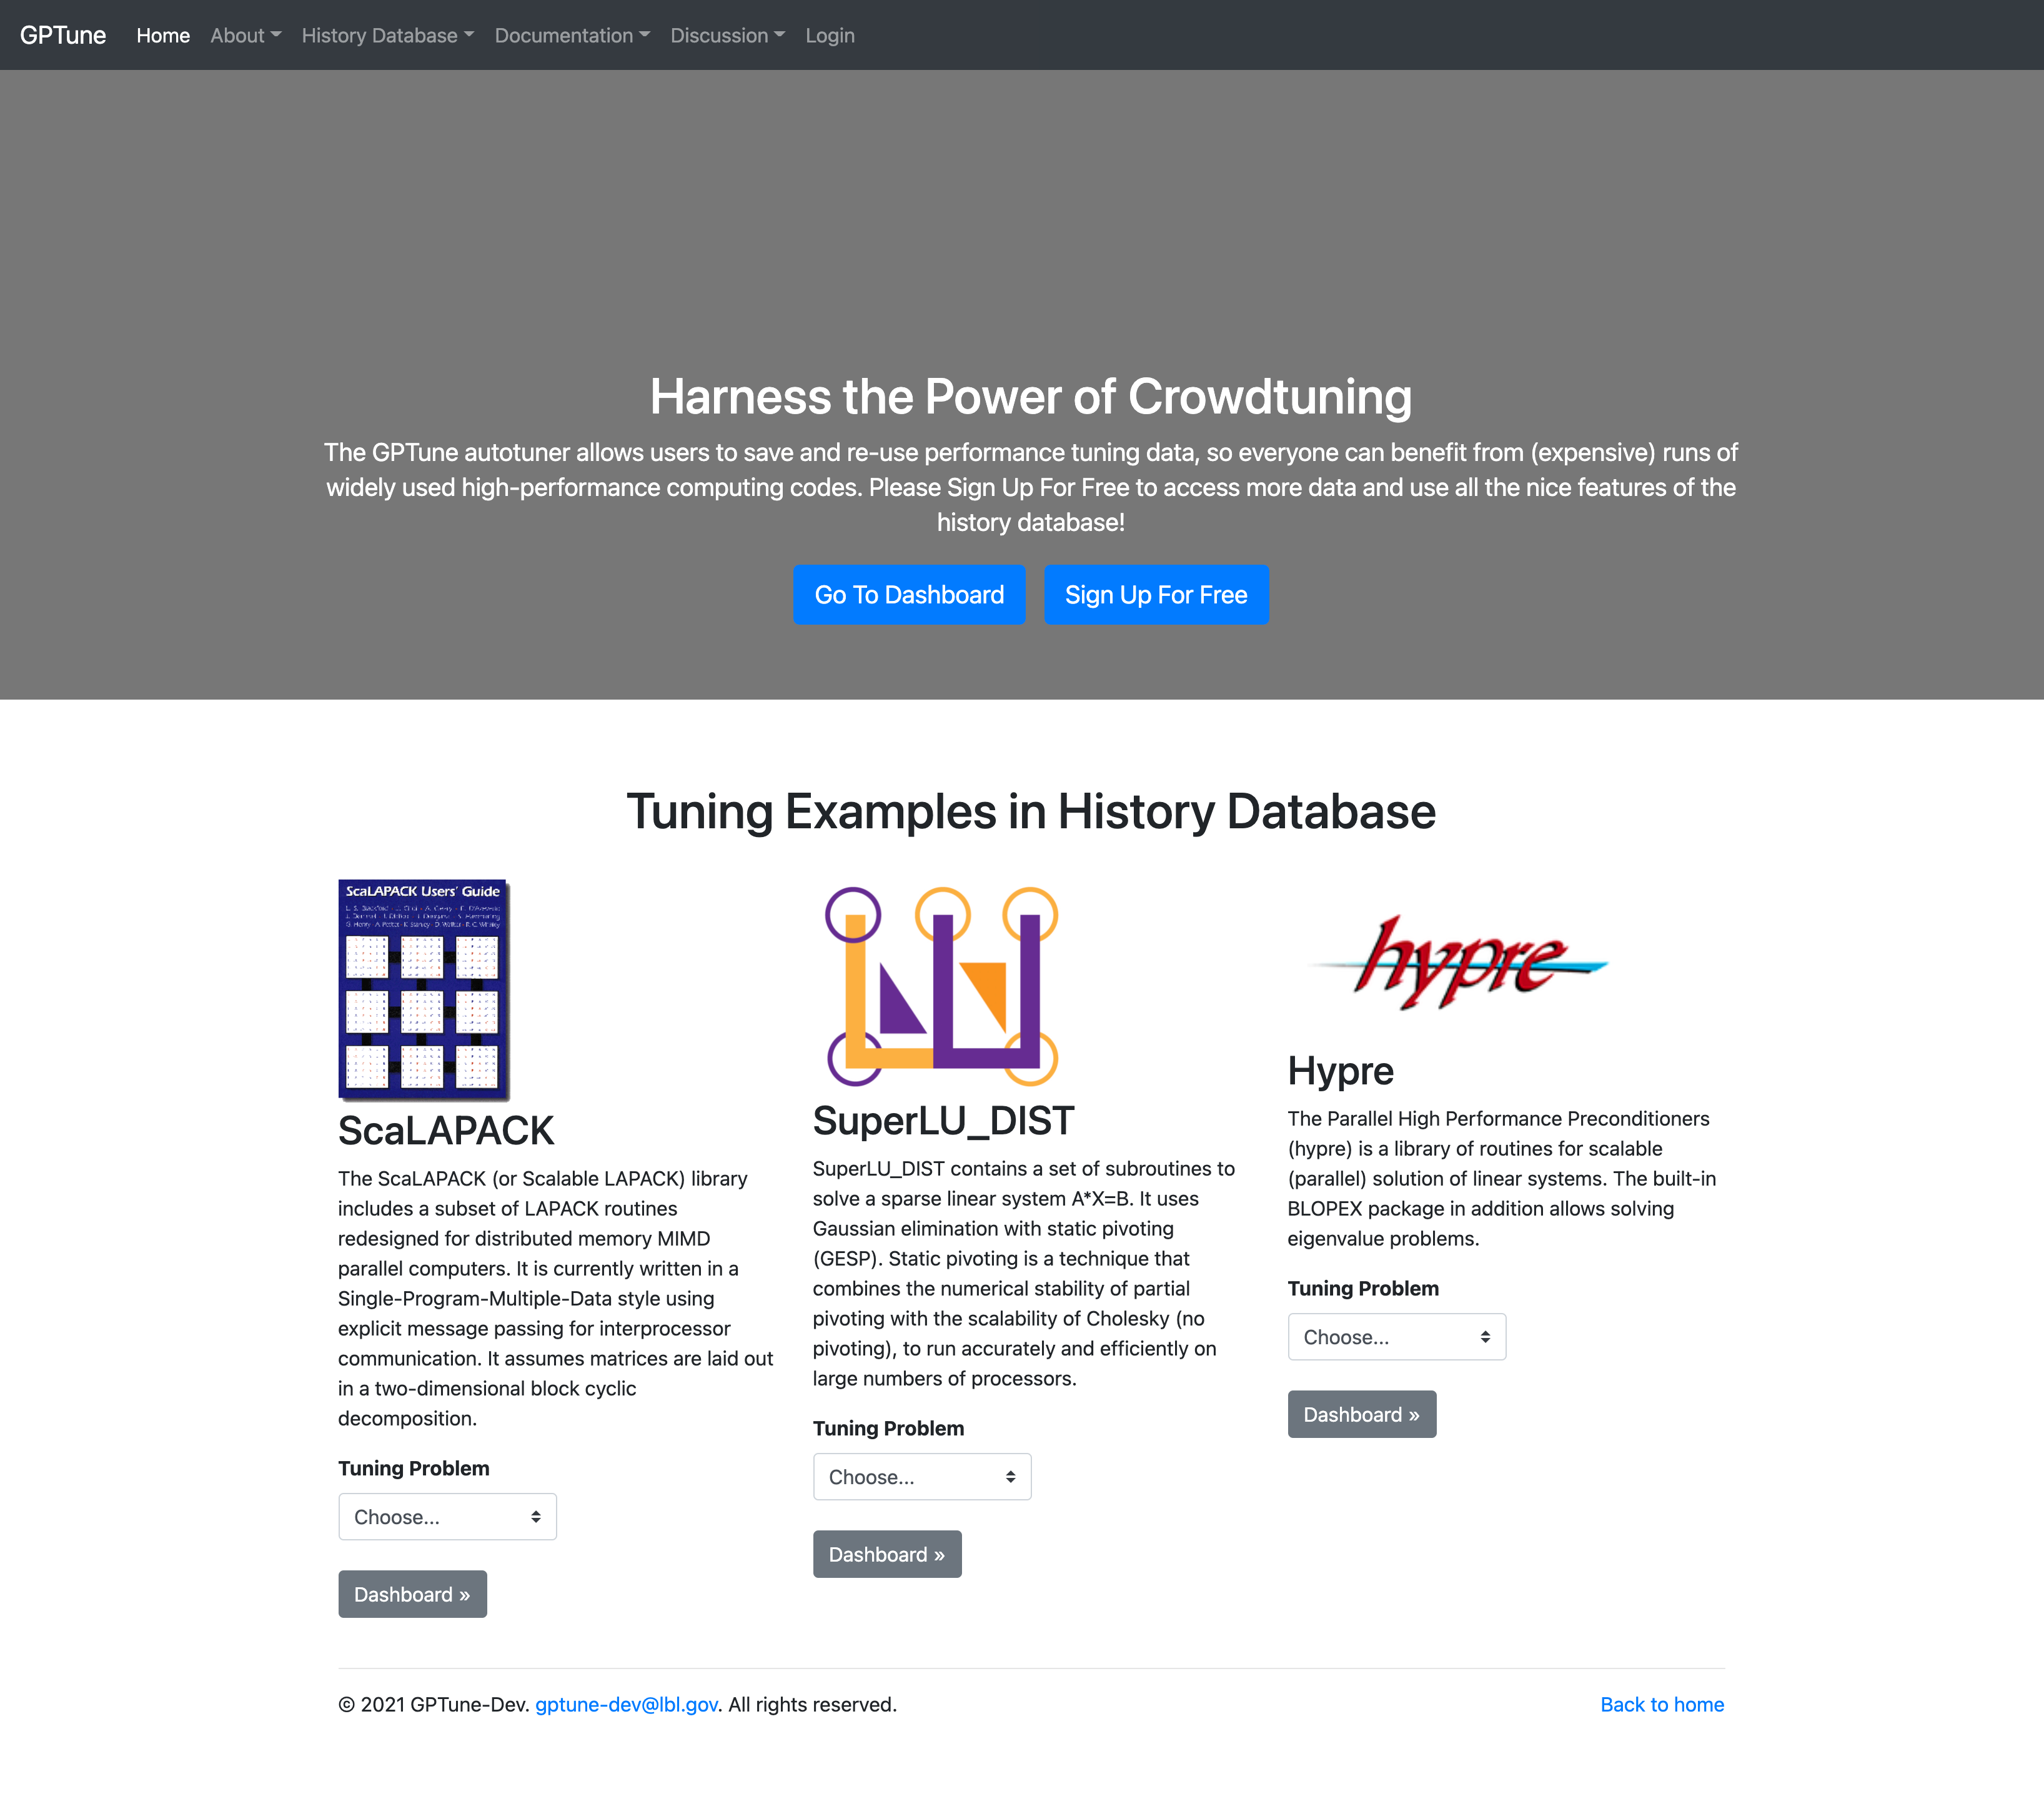 GPTune Home About History Database Documentation Discussion Login
Harness the Power of Crowdtuning
The GPTune autotuner allows users to save and re-use performance tuning data, so everyone can benefit from (expensive) runs of
widely used high-performance computing codes. Please Sign Up For Free to access more data and use all the nice features of the
history database!
Go To Dashboard Sign Up For Free
Tuning Examples in History Database
ScaLAPACK Users' Guide
ScaLAPACK
The ScaLAPACK (or Scalable LAPACK) library
includes a subset of LAPACK routines
redesigned for distributed memory MIMD
parallel computers. It is currently written in a
Single-Program-Multiple-Data style using
explicit message passing for interprocessor
communication. It assumes matrices are laid out
in a two-dimensional block cyclic
decomposition.
Tuning Problem
Choose...
Dashboard »
SuperLU_DIST
SuperLU_DIST contains a set of subroutines to
solve a sparse linear system A*X=B. It uses
Gaussian elimination with static pivoting
(GESP). Static pivoting is a technique that
combines the numerical stability of partial
pivoting with the scalability of Cholesky (no
pivoting), to run accurately and efficiently on
large numbers of processors.
Tuning Problem
Choose...
Dashboard »
hypre
Hypre
The Parallel High Performance Preconditioners
(hypre) is a library of routines for scalable
(parallel) solution of linear systems. The built-in
BLOPEX package in addition allows solving
eigenvalue problems.
Tuning Problem
Choose...
Dashboard »
© 2021 GPTune-Dev. gptune-dev@lbl.gov. All rights reserved.
Back to home